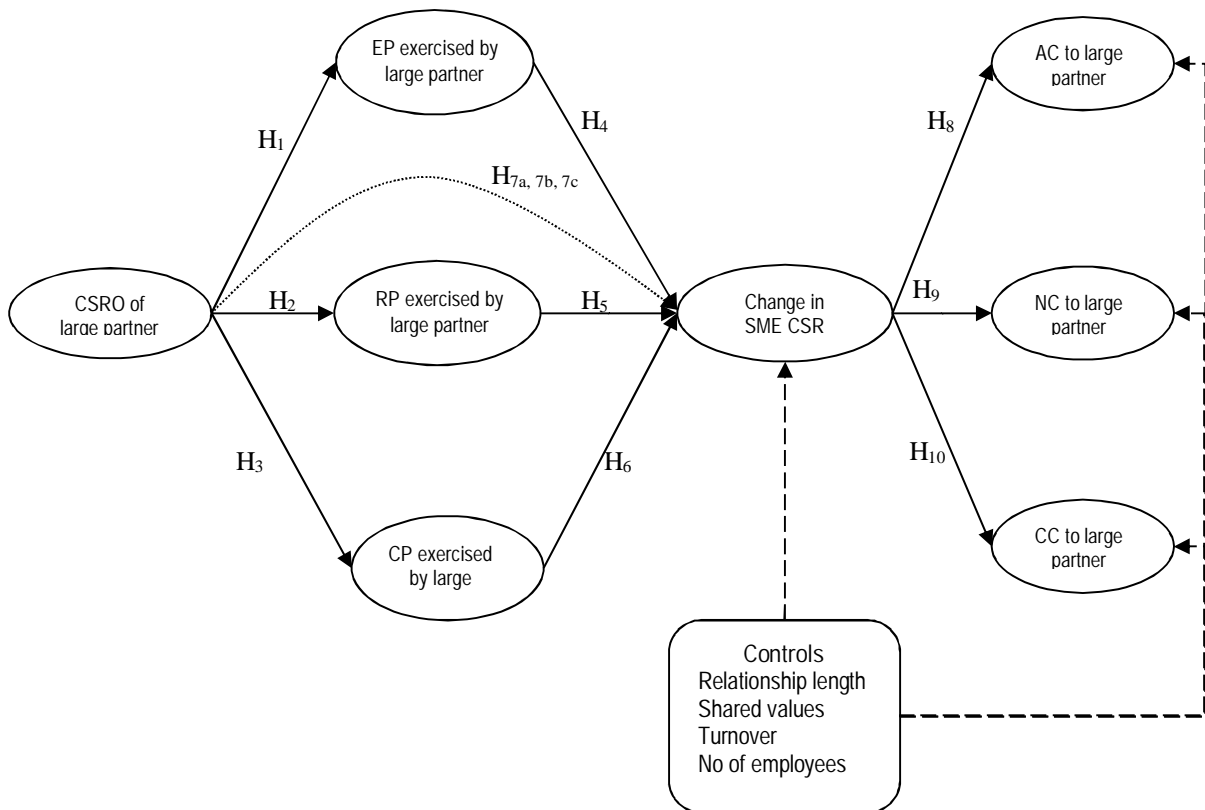 EP exercised by
large partner
AC to large
partner
H1
H4
H8
H7a, 7b, 7c
CSRO of
large partner
H2
RP exercised by
large partner
H5
Change in
SME CSR
H9
NC to large
partner
H3
H6
H10
CP exercised
by large
CC to large
partner
Controls
Relationship length
Shared values
Turnover
No of employees